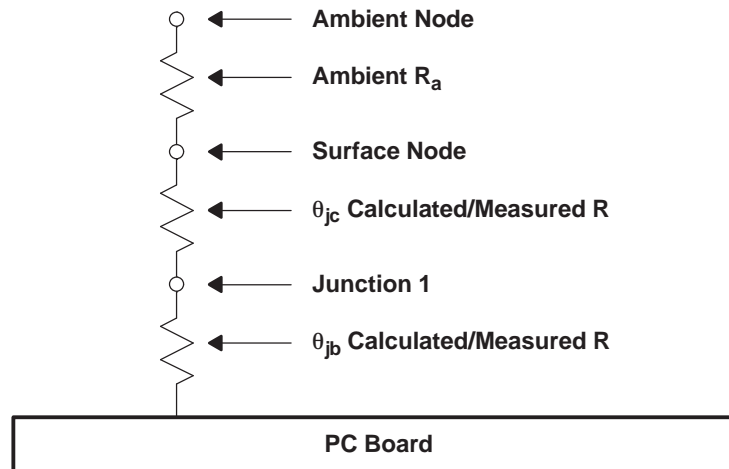 Ambient Node
Ambient Ra
Surface Node
θjc Calculated/Measured R
Junction 1
θjb Calculated/Measured R
PC Board